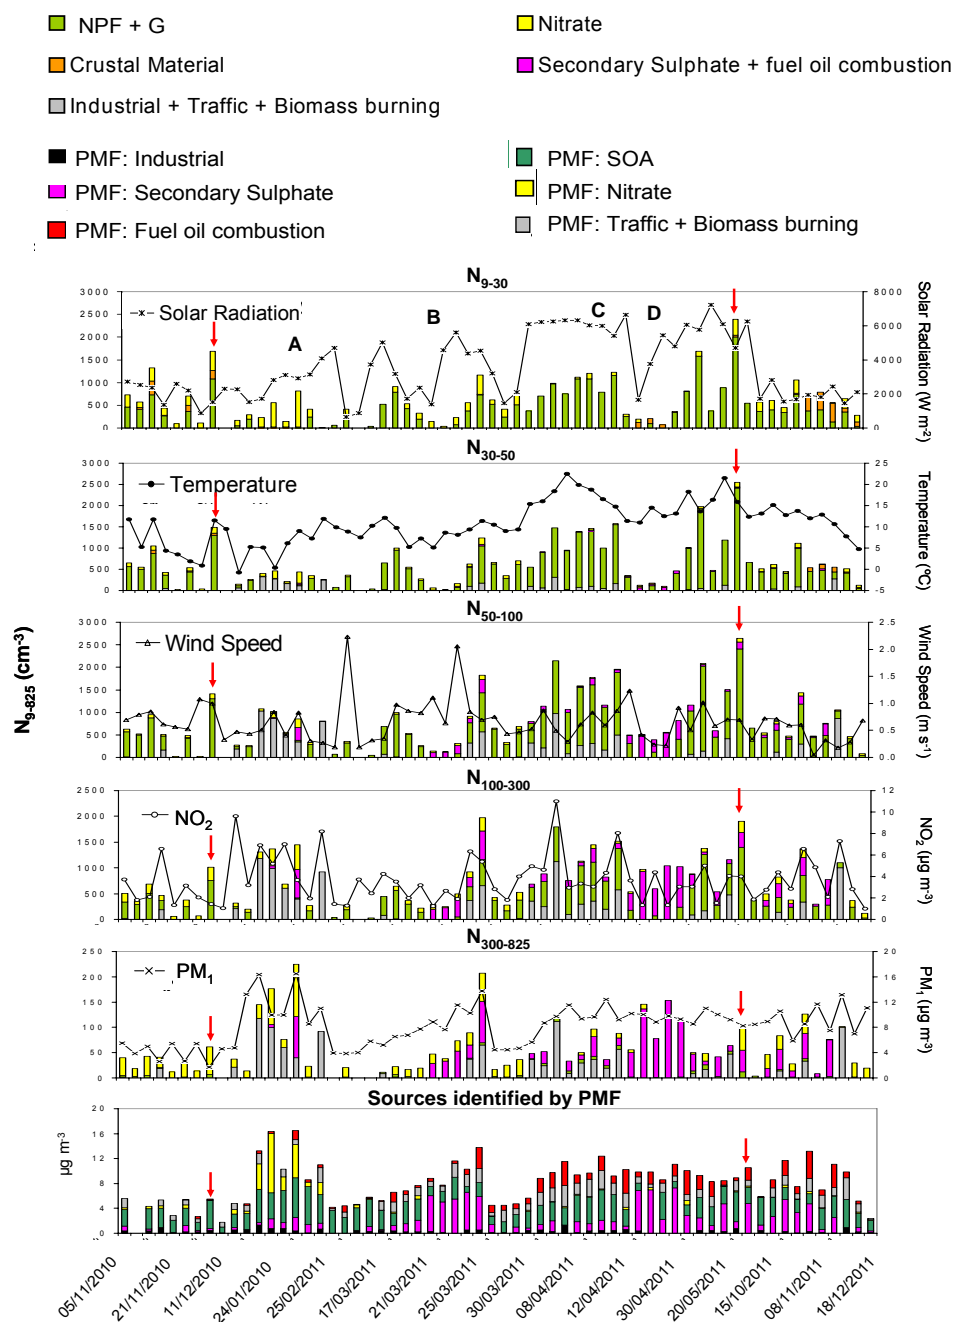 NPF + G
Nitrate
Crustal Material
Secondary Sulphate + fuel oil combustion
Industrial + Traffic + Biomass burning
PMF: Industrial
PMF: SOA
PMF: Secondary Sulphate
PMF: Nitrate
PMF: Fuel oil combustion
PMF: Traffic + Biomass burning
N9-30
Solar Radiation
A
B
C
D
3000
2500
2000
1500
1000
500
0
8000
6000
4000
2000
0
Solar Radiation (W m-2)
N30-50
Temperature
3000
2500
2000
1500
1000
500
0
25
20
15
10
5
0
-5
Temperature (ºC)
N50-100
Wind Speed
3000
2500
2000
1500
1000
500
0
2.5
2.0
1.5
1.0
0.5
0.0
Wind Speed (m s-1)
N9-825 (cm-3)
N100-300
NO2
2500
2000
1500
1000
500
0
12
10
8
6
4
2
0
NO2 (µg m-3)
N300-825
PM1
250
200
150
100
50
0
20
16
12
8
4
0
PM1 (µg m-3)
Sources identified by PMF
20
16
12
8
4
0
µg m-3
05/11/2010
21/11/2010
11/12/2010
24/01/2010
25/02/2011
17/03/2011
21/03/2011
25/03/2011
30/03/2011
08/04/2011
12/04/2011
30/04/2011
20/05/2011
15/10/2011
08/11/2011
18/12/2011